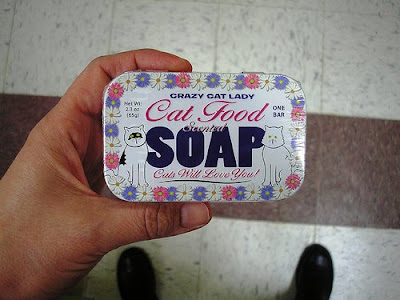 CRAZY CAT LADY
Net Wt.
2.3 oz
(65g)
Cat Food
ONE
BAR
Scented
SOAP
Cats Will Love You!